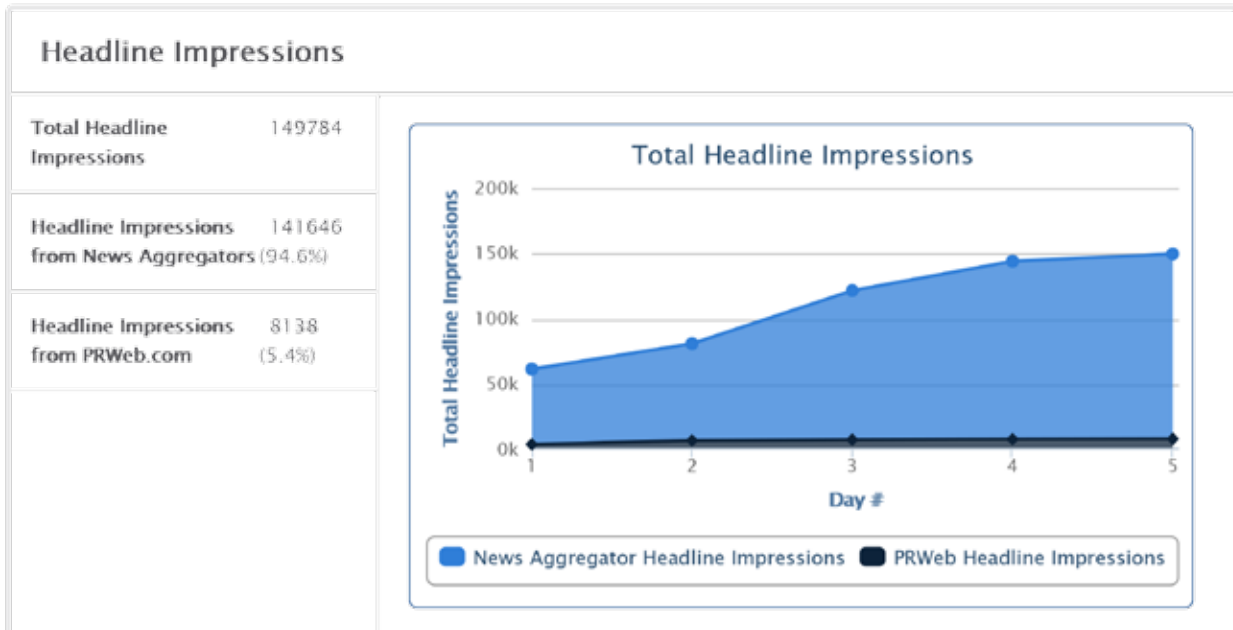 Headline Impressions
Total Headline 149784
Impressions
Headline Impressions 141646
from News Aggregators (94.6%)
Headline Impressions 8138
from PRWeb.com (5.4%)
Total Headline Impressions
Total Headline Impressions
200k
150k
100k
50k
0k
1 2 3 4 5
Day #
News Aggregator Headline Impressions PRWeb Headline Impressions